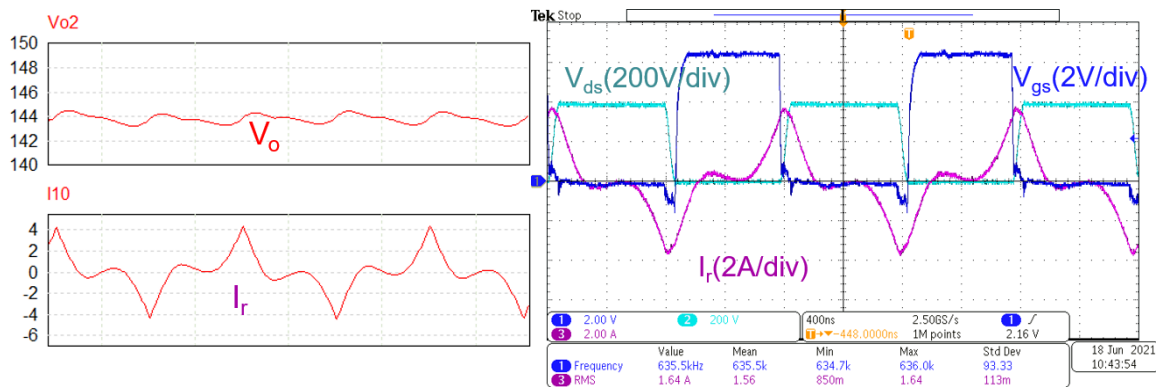 Vo2
150
148
146
144
142
140
Vo
I10
4
2
0
-2
-4
-6
Ir
Tek Stop
T
T
Vds(200V/div)
Vgs(2V/div)
1
Ir(2A/div)
1 2.00 V 2 200 V
3 2.00 A
400ns 2.50GS/s 1
T→▼-448.0000ns 1M points 2.16 V
Value Mean Min Max Std Dev
1 Frequency 635.5kHz 635.5k 634.7k 636.0k 93.33
3 RMS 1.64 A 1.56 850m 1.64 113m
18 Jun 2021
10:43:54